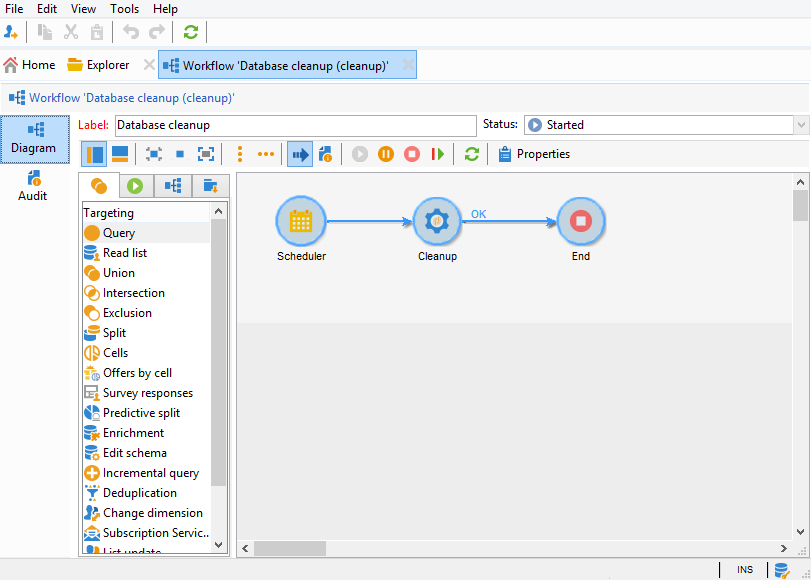 File Edit View Tools Help
Home Explorer Workflow 'Database cleanup (cleanup)'
Workflow 'Database cleanup (cleanup)'
Diagram
Audit
Label: Database cleanup Status: Started
Properties
Targeting
Query
Read list
Union
Intersection
Exclusion
Split
Cells
Offers by cell
Survey responses
Predictive split
Enrichment
Edit schema
Incremental query
Deduplication
Change dimension
Subscription Servic...
List update
OK
Scheduler Cleanup End
INS